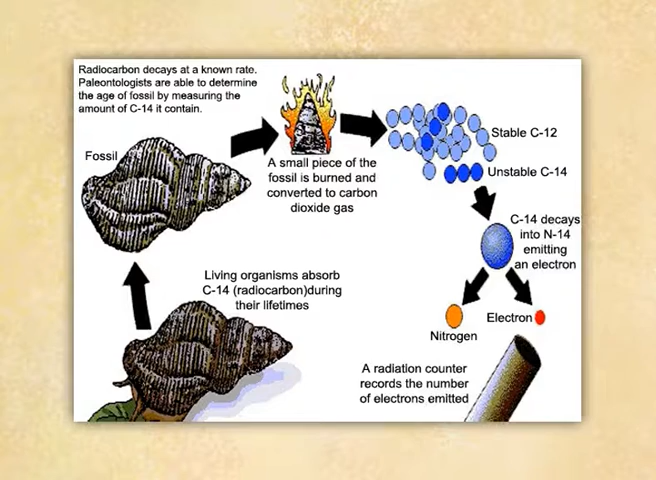 Radiocarbon decays at a known rate.
Paleontologists are able to determine
the age of fossil by measuring the
amount of C-14 it contain.
Fossil
A small piece of the
fossil is burned and
converted to carbon
dioxide gas
Stable C-12
Unstable C-14
C-14 decays
into N-14
emitting
an electron
Nitrogen
Electron
Living organisms absorb
C-14 (radiocarbon)during
their lifetimes
A radiation counter
records the number
of electrons emitted